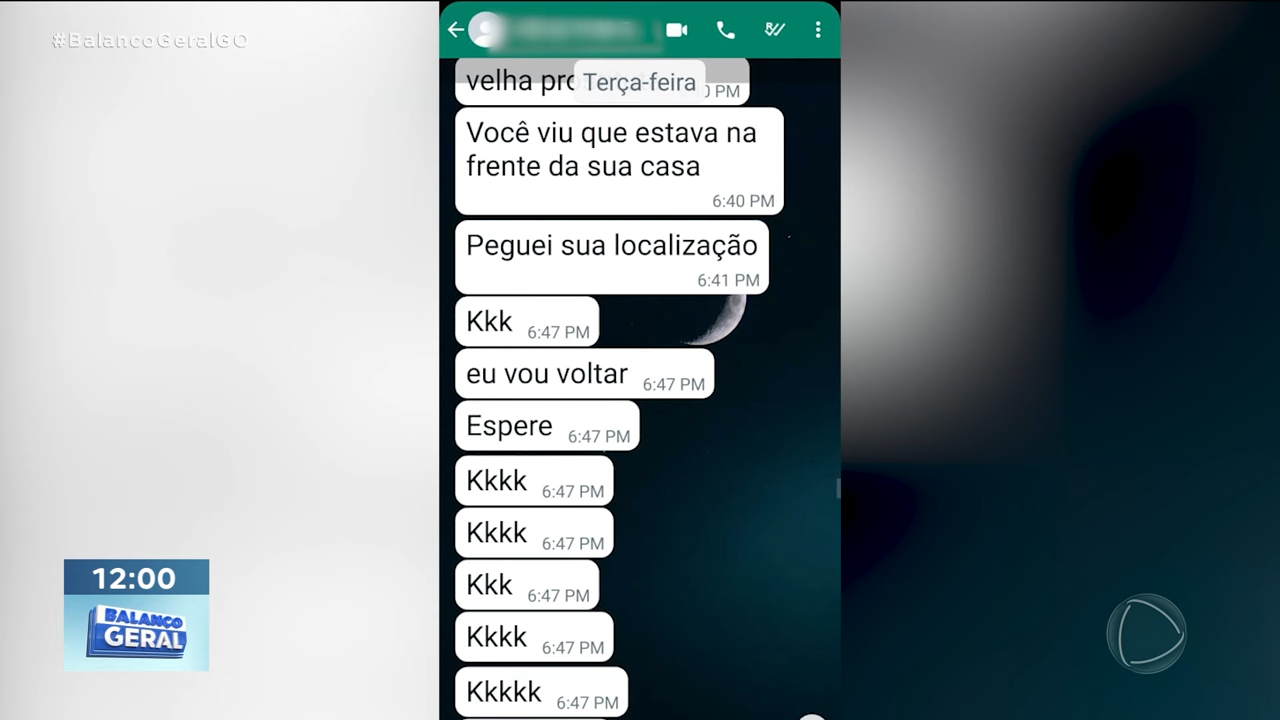 #BalancoGeralGO
velha
Terça-feira
PM
Você viu que estava na
frente da sua casa
6:40 PM
Peguei sua localização
6:41 PM
Kkk 6:47 PM
eu vou voltar 6:47 PM
Espere 6:47 PM
Kkkk 6:47 PM
Kkkk 6:47 PM
Kkk 6:47 PM
Kkkk 6:47 PM
Kkkkk 6:47 PM
12:00
BALANÇO
GERAL